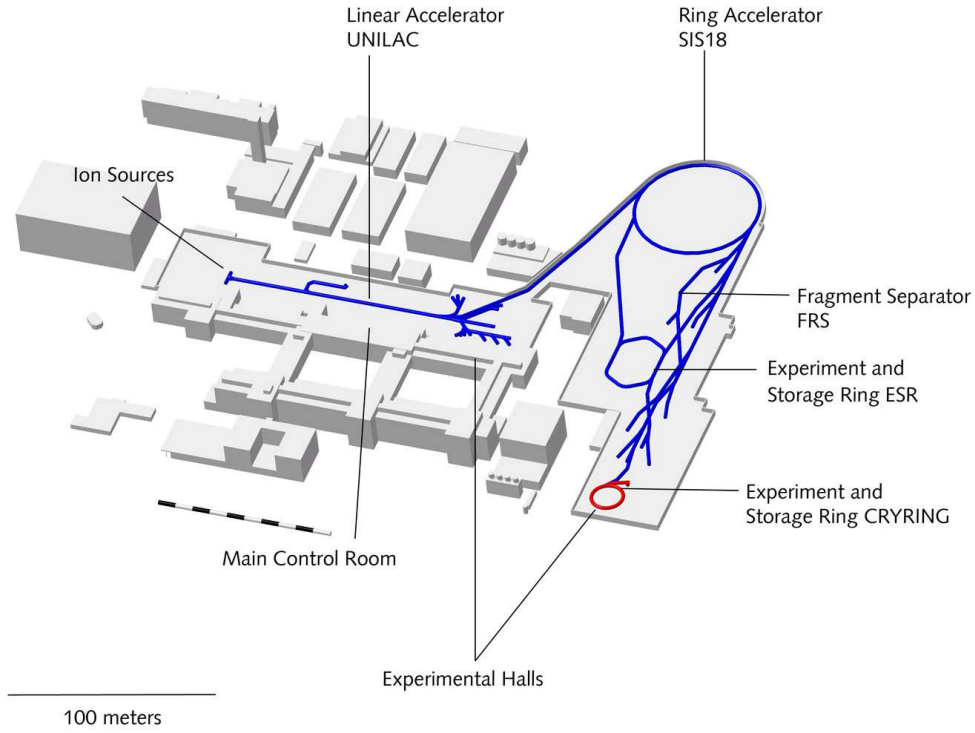 Linear Accelerator
UNILAC
Ring Accelerator
SIS18
Ion Sources
Fragment Separator
FRS
Experiment and
Storage Ring ESR
Experiment and
Storage Ring CRYRING
Main Control Room
Experimental Halls
100 meters